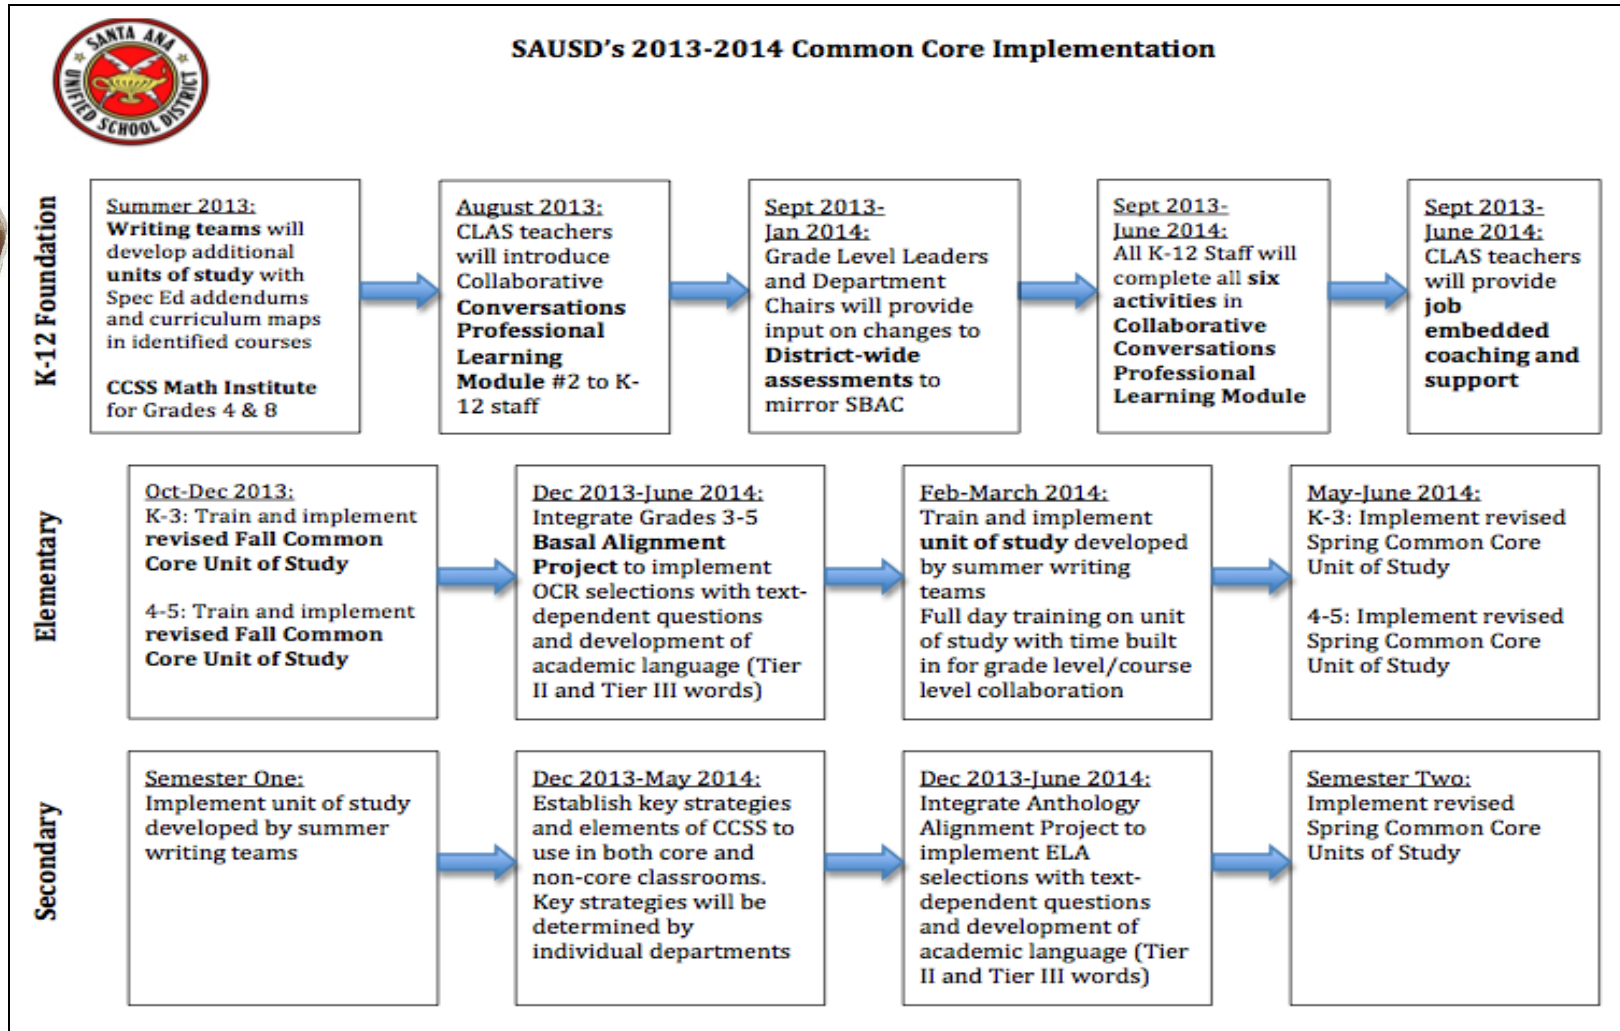 SANTA ANA
UNIFIED SCHOOL DISTRICT
SAUSD's 2013-2014 Common Core Implementation
K-12 Foundation
Summer 2013:
Writing teams will
develop additional
units of study with
Spec Ed addendums
and curriculum maps
in identified courses
CCSS Math Institute
for Grades 4 & 8
August 2013:
CLAS teachers
will introduce
Collaborative
Conversations
Professional
Learning
Module #2 to K-
12 staff
Sept 2013-
Jan 2014:
Grade Level Leaders
and Department
Chairs will provide
input on changes to
District-wide
assessments to
mirror SBAC
Sept 2013-
June 2014:
All K-12 Staff will
complete all six
activities in
Collaborative
Conversations
Professional
Learning Module
Sept 2013-
June 2014:
CLAS teachers
will provide
job
embedded
coaching and
support
Elementary
Oct-Dec 2013:
K-3: Train and implement
revised Fall Common
Core Unit of Study
4-5: Train and implement
revised Fall Common
Core Unit of Study
Dec 2013-June 2014:
Integrate Grades 3-5
Basal Alignment
Project to implement
OCR selections with text-
dependent questions
and development of
academic language (Tier
II and Tier III words)
Feb-March 2014:
Train and implement
unit of study developed
by summer writing
teams
Full day training on unit
of study with time built
in for grade level/course
level collaboration
May-June 2014:
K-3: Implement revised
Spring Common Core
Unit of Study
4-5: Implement revised
Spring Common Core
Unit of Study
Secondary
Semester One:
Implement unit of study
developed by summer
writing teams
Dec 2013-May 2014:
Establish key strategies
and elements of CCSS to
use in both core and
non-core classrooms.
Key strategies will be
determined by
individual departments
Dec 2013-June 2014:
Integrate Anthology
Alignment Project to
implement ELA
selections with text-
dependent questions
and development of
academic language (Tier
II and Tier III words)
Semester Two:
Implement revised
Spring Common Core
Units of Study